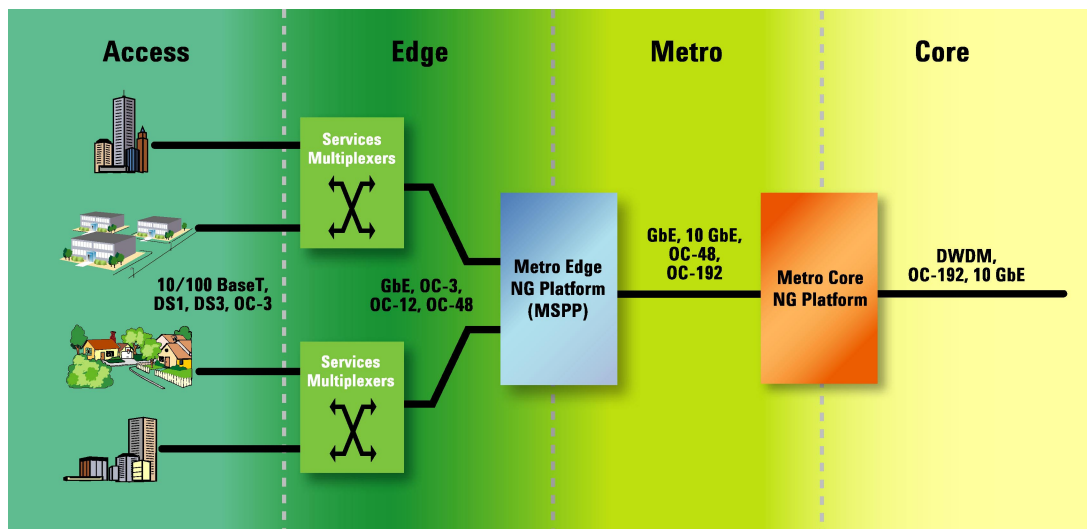 Access
Edge
Metro
Core
Services
Multiplexers
10/100 BaseT,
DS1, DS3, OC-3
GbE, OC-3,
OC-12, OC-48
Services
Multiplexers
Metro Edge
NG Platform
(MSPP)
GbE, 10 GbE,
OC-48,
OC-192
Metro Core
NG Platform
DWDM,
OC-192, 10 GbE